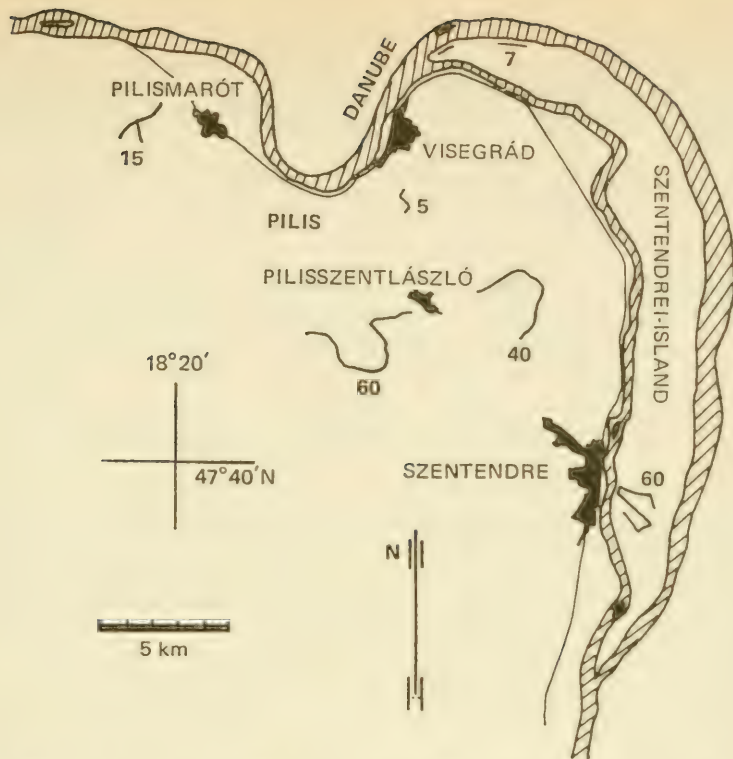 DANUBE
7
PILISMARÓT
15
VISEGRÁD
5
PILIS
SZENTENDREI-ISLAND
PILISSZENTLÁSZLÓ
40
60
18°20'
47°40'N
SZENTENDRE
60
N
5 km